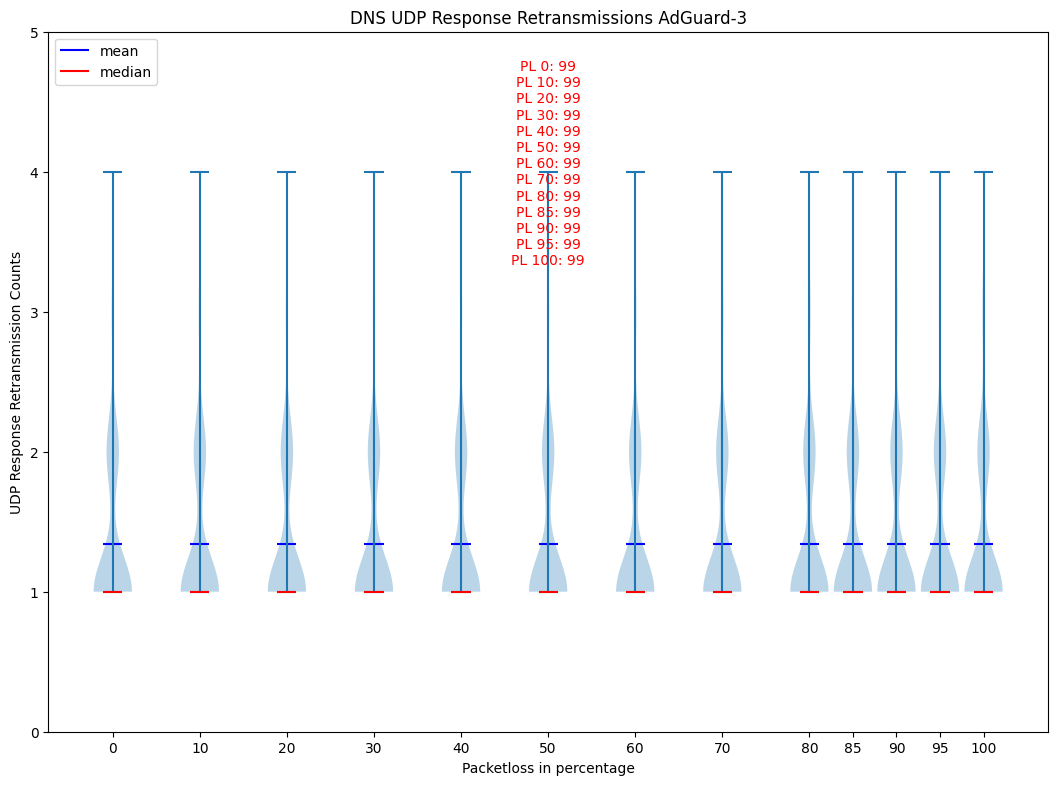 DNS UDP Response Retransmissions AdGuard-3
mean
median
PL 0: 99
PL 10: 99
PL 20: 99
PL 30: 99
PL 40: 99
PL 50: 99
PL 60: 99
PL 70: 99
PL 80: 99
PL 85: 99
PL 90: 99
PL 95: 99
PL 100: 99
UDP Response Retransmission Counts
5
4
3
2
1
0
0 10 20 30 40 50 60 70 80 85 90 95 100
Packetloss in percentage